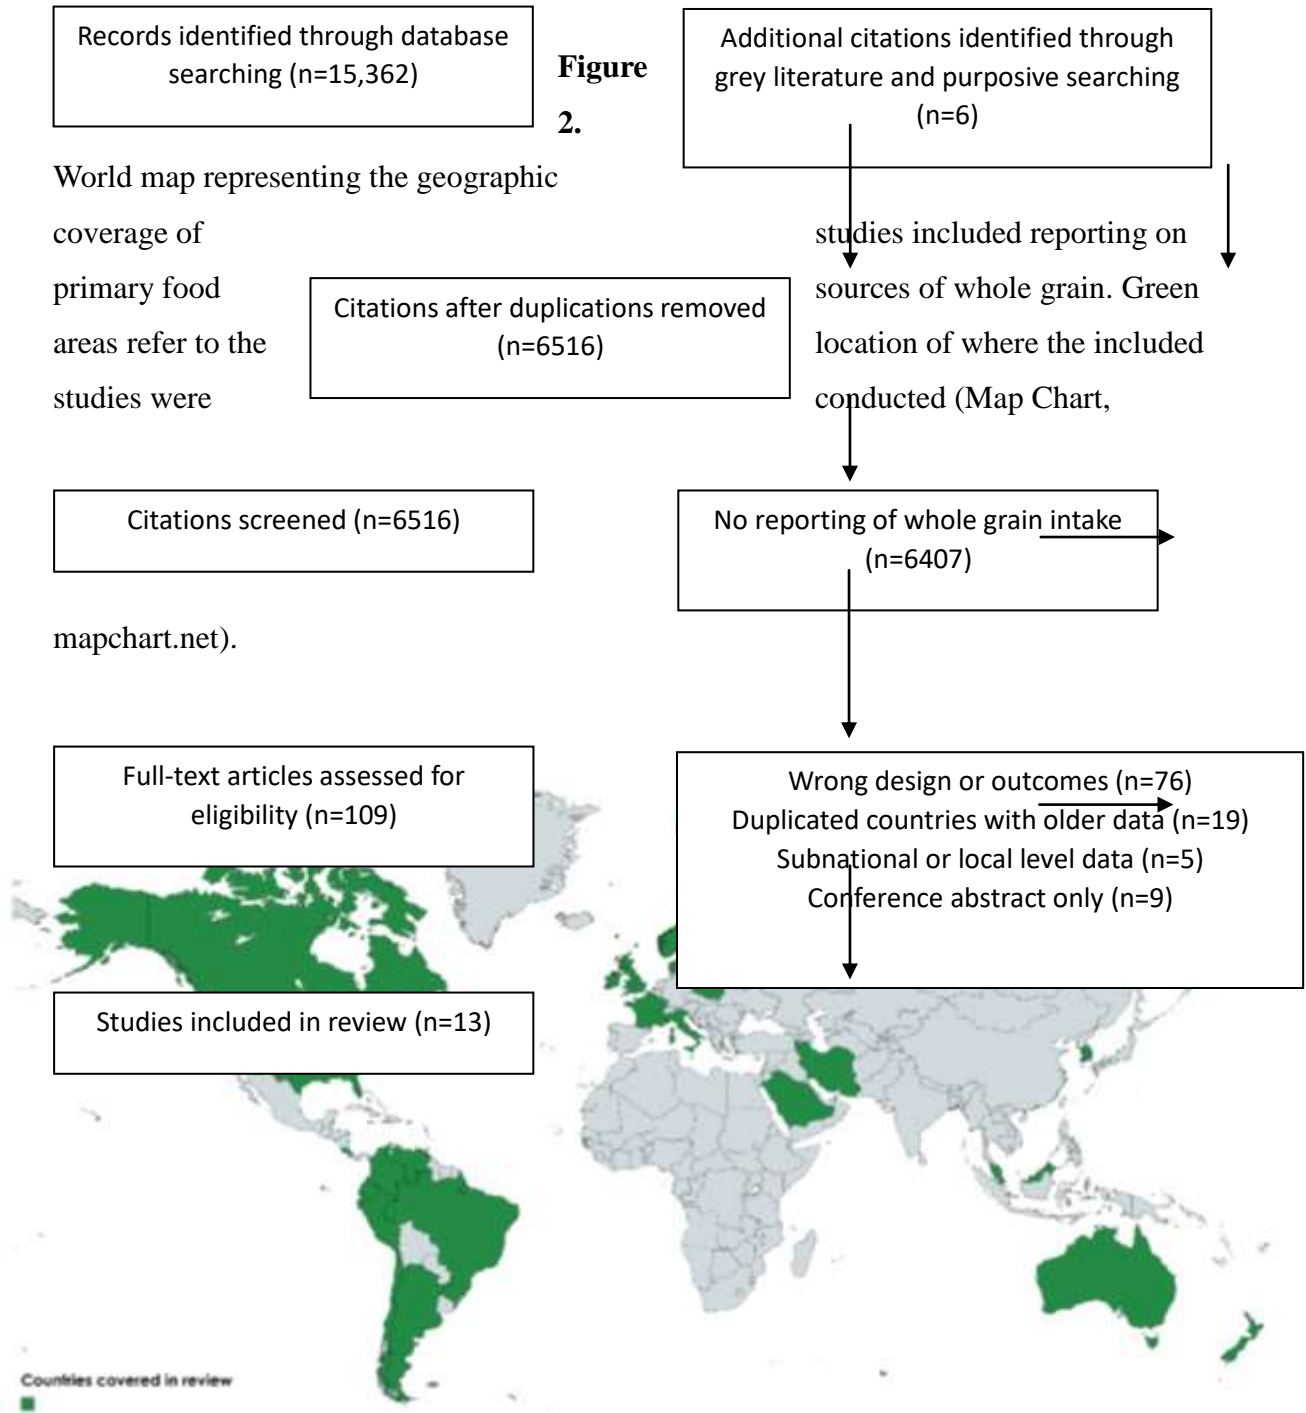 Records identified through database
searching (n=15,362)
Figure
2.
Additional citations identified through
grey literature and purposive searching
(n=6)
World map representing the geographic
coverage of
studies included reporting on
primary food
sources of whole grain. Green
areas refer to the
location of where the included
studies were
conducted (Map Chart,
Citations after duplications removed
(n=6516)
Citations screened (n=6516)
No reporting of whole grain intake
(n=6407)
mapchart.net).
Full-text articles assessed for
eligibility (n=109)
Wrong design or outcomes (n=76)
Duplicated countries with older data (n=19)
Subnational or local level data (n=5)
Conference abstract only (n=9)
Studies included in review (n=13)
Countries covered in review